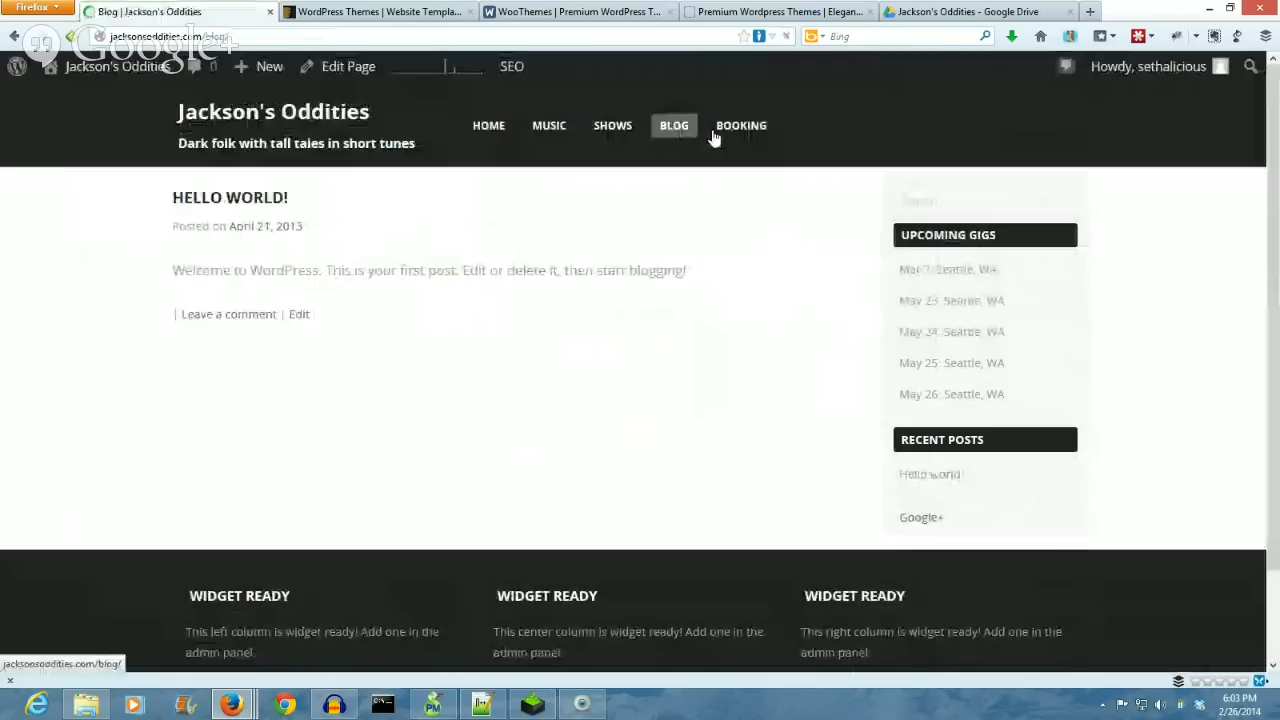 Firefox
Blog | Jackson's Oddities
WordPress Themes | Website Templa...
WooThemes | Premium WordPress T...
Premium Wordpress Themes | Elegan...
Jackson's Oddities - Google Drive
Google+
jacksonsoddities.com/blog/
Bing
Jackson's Oddities
0
New
Edit Page
SEO
Howdy, sethalicious
Jackson's Oddities
Dark folk with tall tales in short tunes
HOME
MUSIC
SHOWS
BLOG
BOOKING
HELLO WORLD!
Posted on April 21, 2013
Welcome to WordPress. This is your first post. Edit or delete it, then start blogging!
| Leave a comment | Edit
UPCOMING GIGS
Seattle, WA
May 23: Seattle, WA
May 24: Seattle, WA
May 25: Seattle, WA
May 26: Seattle, WA
RECENT POSTS
Hello world
Google+
WIDGET READY
This left column is widget ready! Add one in the
admin panel.
WIDGET READY
This center column is widget ready! Add one in the
admin panel.
WIDGET READY
This right column is widget ready! Add one in the
admin panel.
jacksonsoddities.com/blog/
6:03 PM
2/26/2014